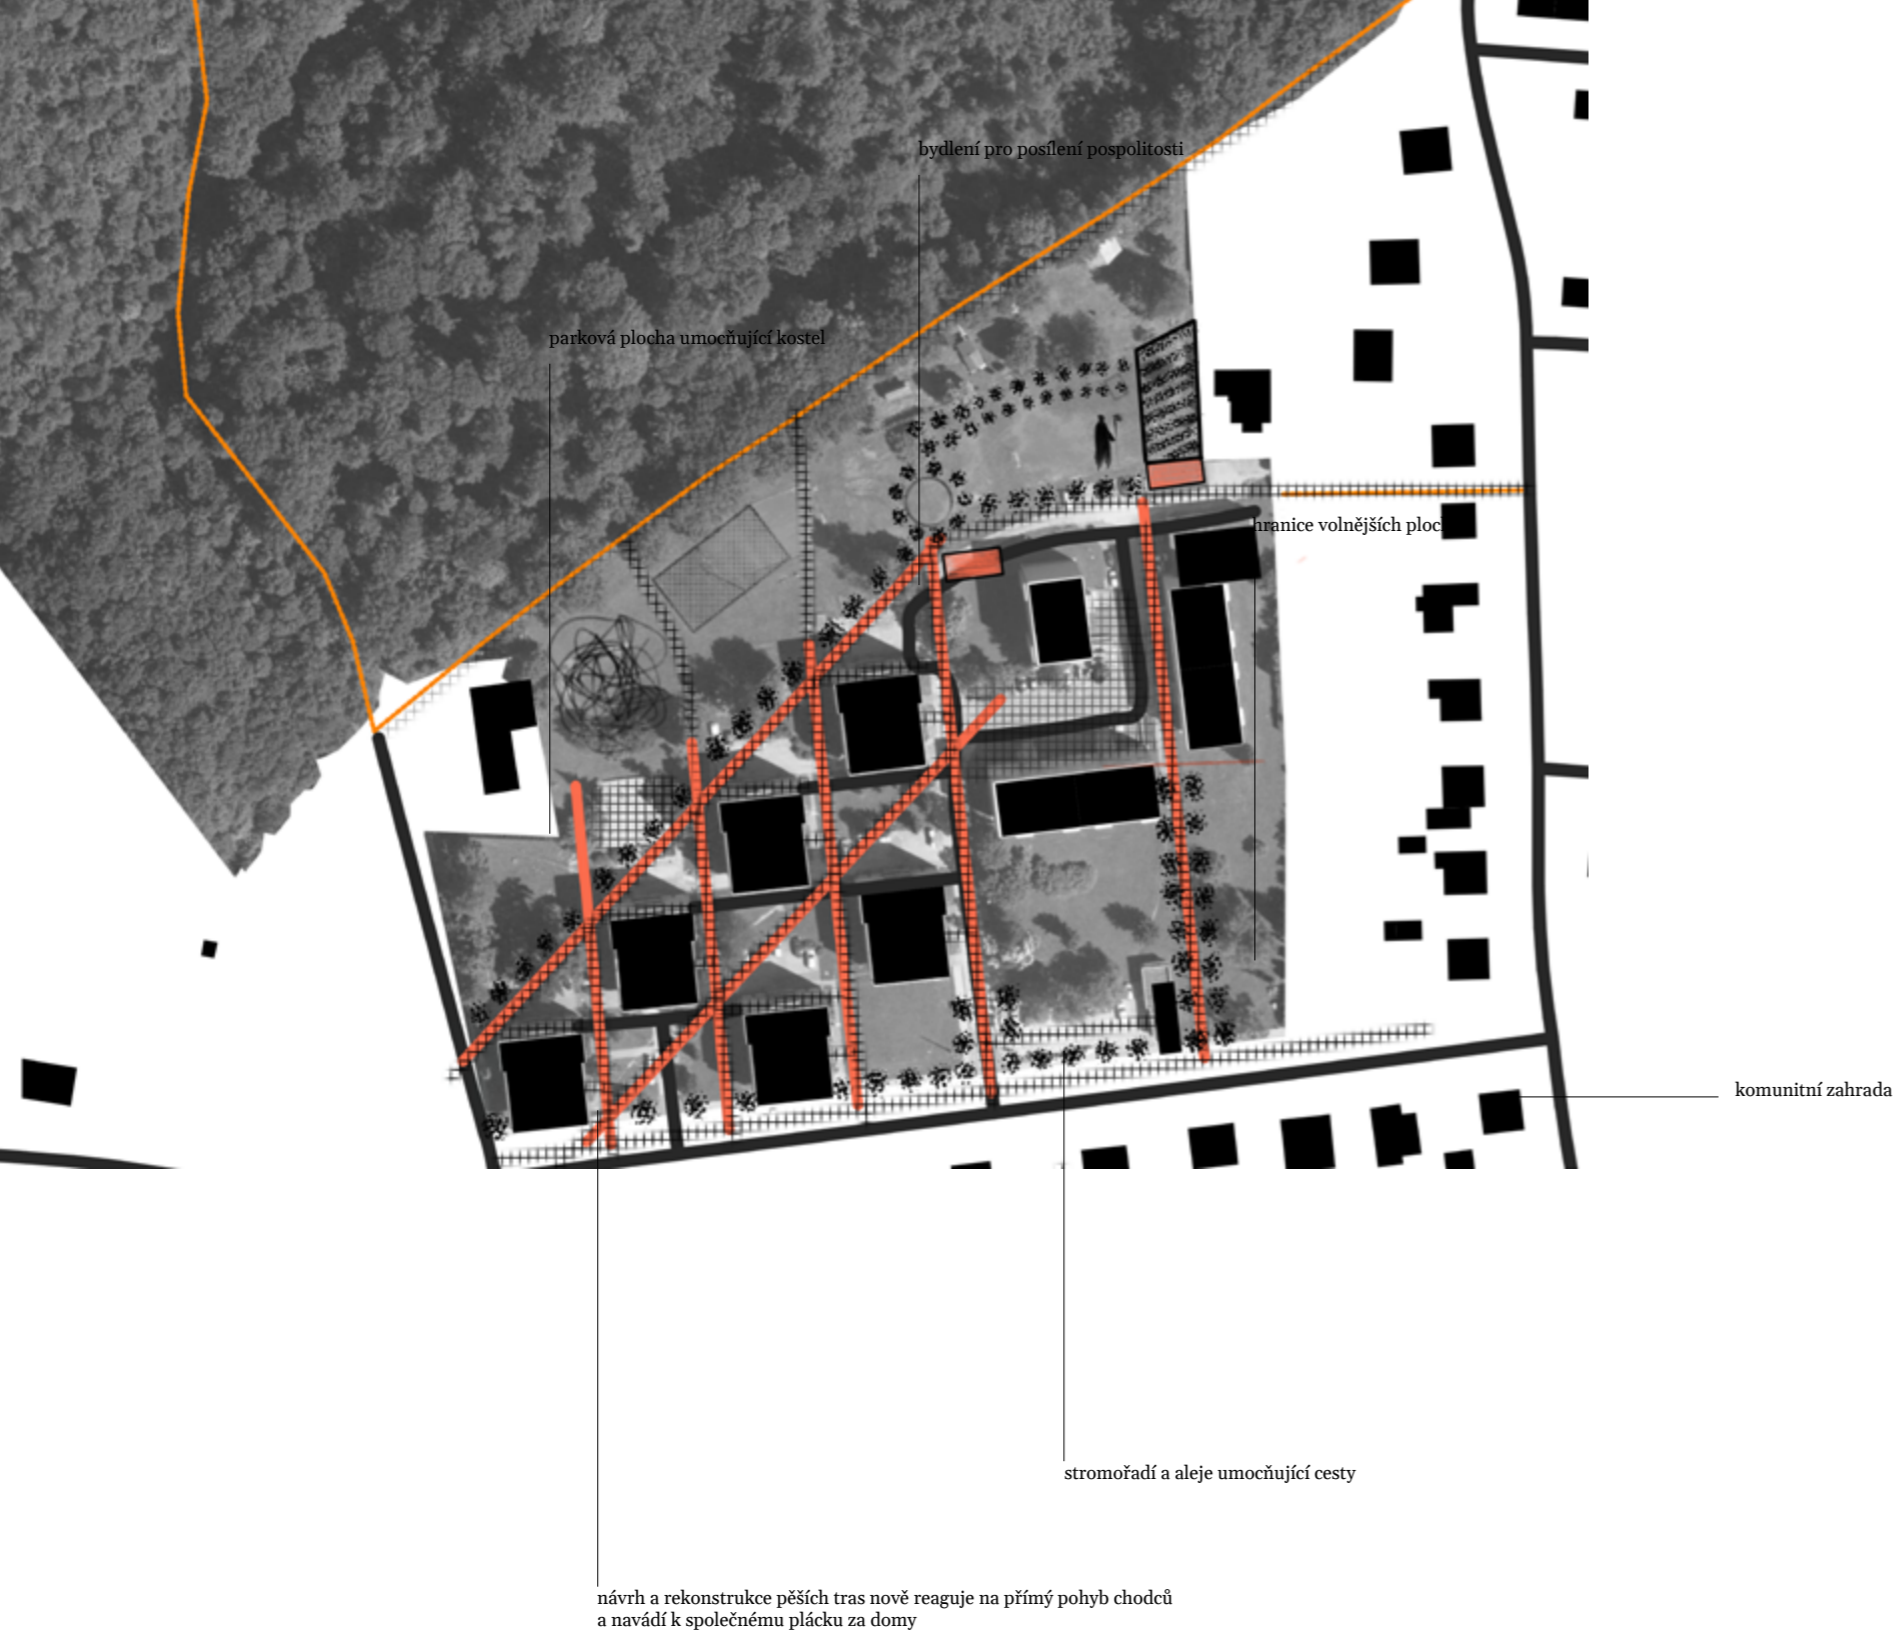 bydlení pro posílení pospolitosti
parková plocha umocňující kostel
hranice volnějších ploch
komunitní zahrada
stromořadí a aleje umocňující cesty
návrh a rekonstrukce pěších tras nově reaguje na přímý pohyb chodců
a navádí k společnému plácku za domy